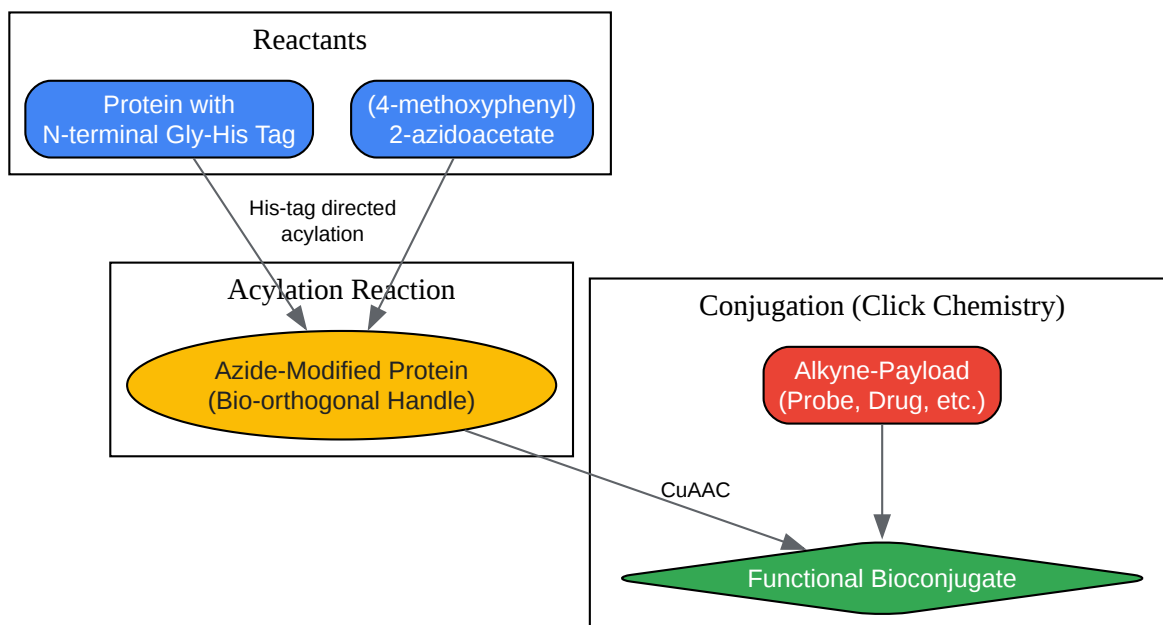 Reactants
Protein with
N-terminal Gly-His Tag
(4-methoxyphenyl)
2-azidoacetate
His-tag directed
acylation
Acylation Reaction
Azide-Modified Protein
(Bio-orthogonal Handle)
Conjugation (Click Chemistry)
Alkyne-Payload
(Probe, Drug, etc.)
CuAAC
Functional Bioconjugate